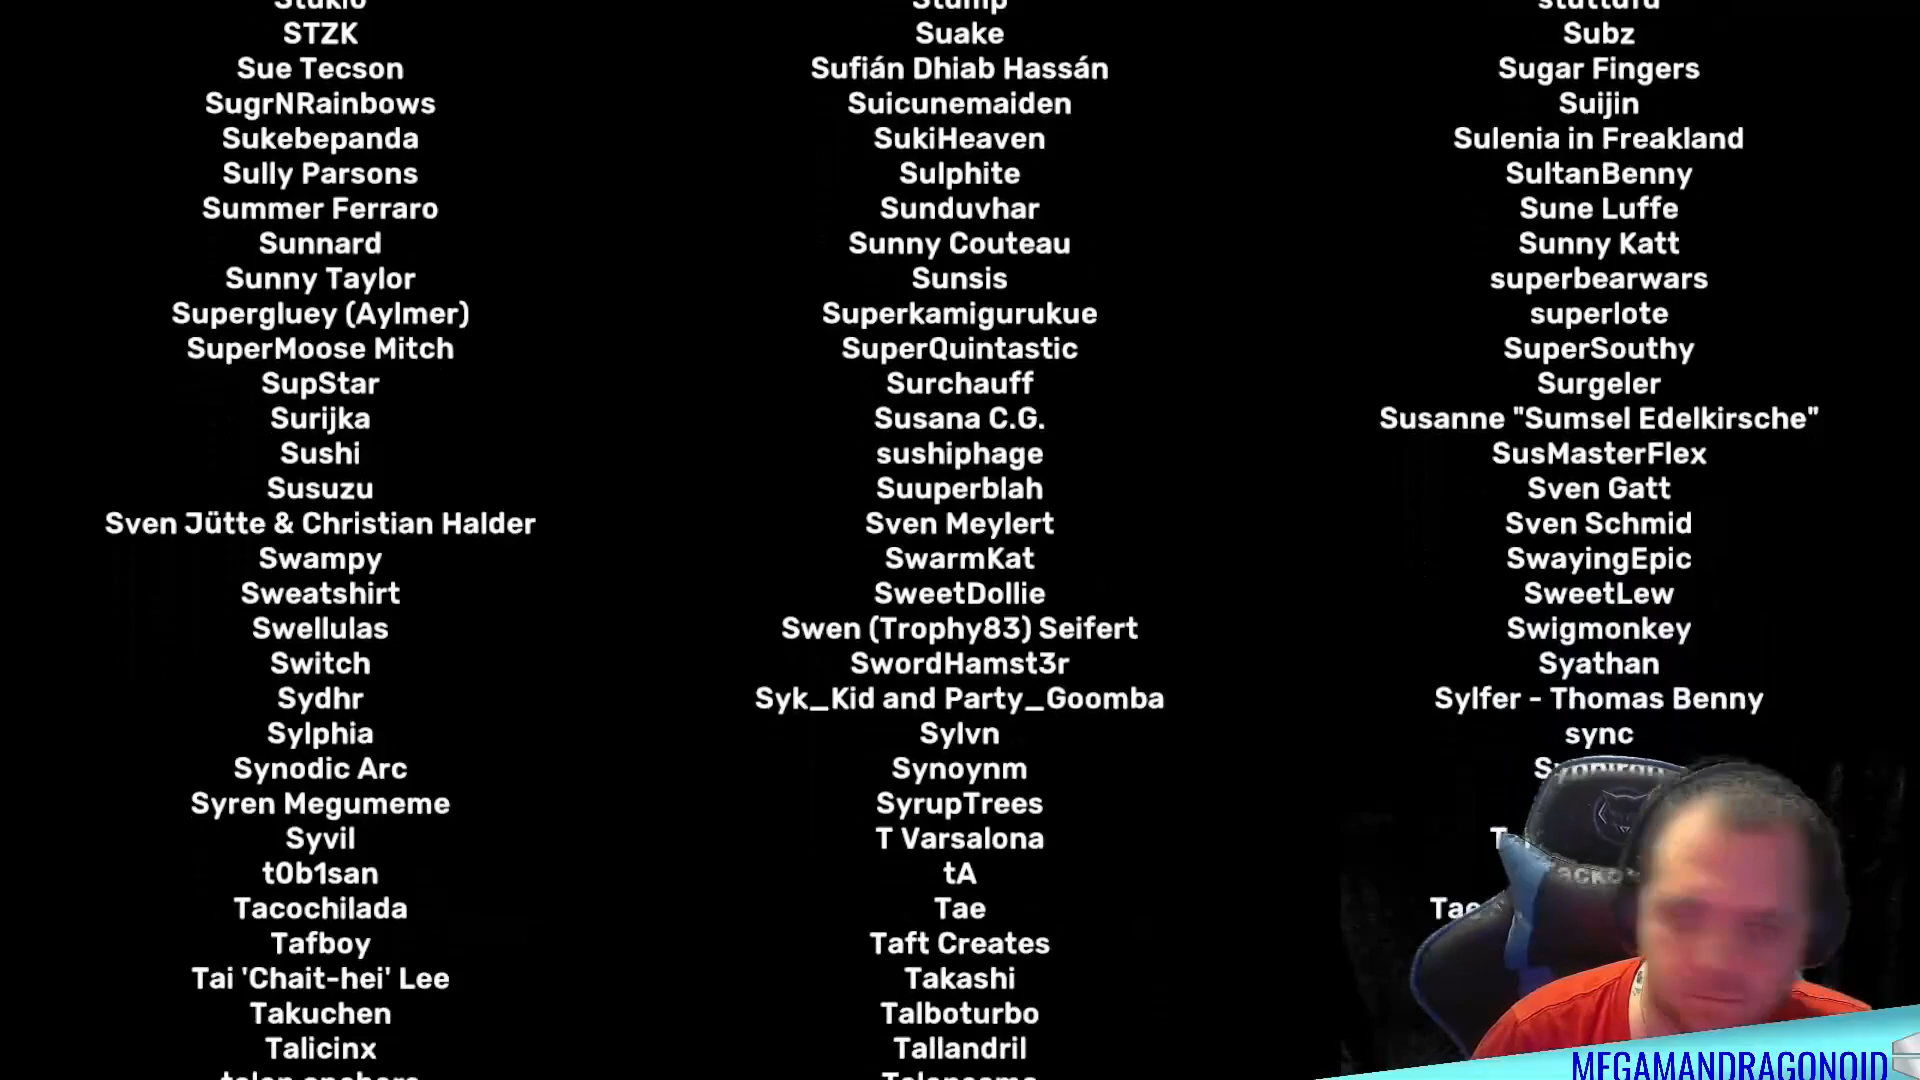 STZK Suake Subz
Sue Tecson Sufián Dhiab Hassán Sugar Fingers
SugrNRainbows Suicunemaiden Suijin
Sukebepanda SukiHeaven Sulenia in Freakland
Sully Parsons Sulphite SultanBenny
Summer Ferraro Sunduvhar Sune Luffe
Sunnard Sunny Couteau Sunny Katt
Sunny Taylor Sunsis superbearwars
Supergluey (Aylmer) Superkamigurukue superlote
SuperMoose Mitch SuperQuintastic SuperSouthy
SupStar Surchauff Surgeler
Surijka Susana C.G. Susanne "Sumsel Edelkirsche"
Sushi sushiphage SusMasterFlex
Susuzu Suuperblah Sven Gatt
Sven Jütte & Christian Halder Sven Meylert Sven Schmid
Swampy SwarmKat SwayingEpic
Sweatshirt SweetDollie SweetLew
Swellulas Swen (Trophy83) Seifert Swigmonkey
Switch SwordHamst3r Syathan
Sydhr Syk_Kid and Party_Goomba Sylfer - Thomas Benny
Sylphia Sylvn sync
Synodic Arc Synoynm
Syren Megumeme SyrupTrees
Syvil T Varsalona
t0b1san tA
Tacochilada Tae
Tafboy Taft Creates
Tai 'Chait-hei' Lee Takashi
Takuchen Talboturbo
Talicinx Tallandril
MEGAMANDRAGONOID